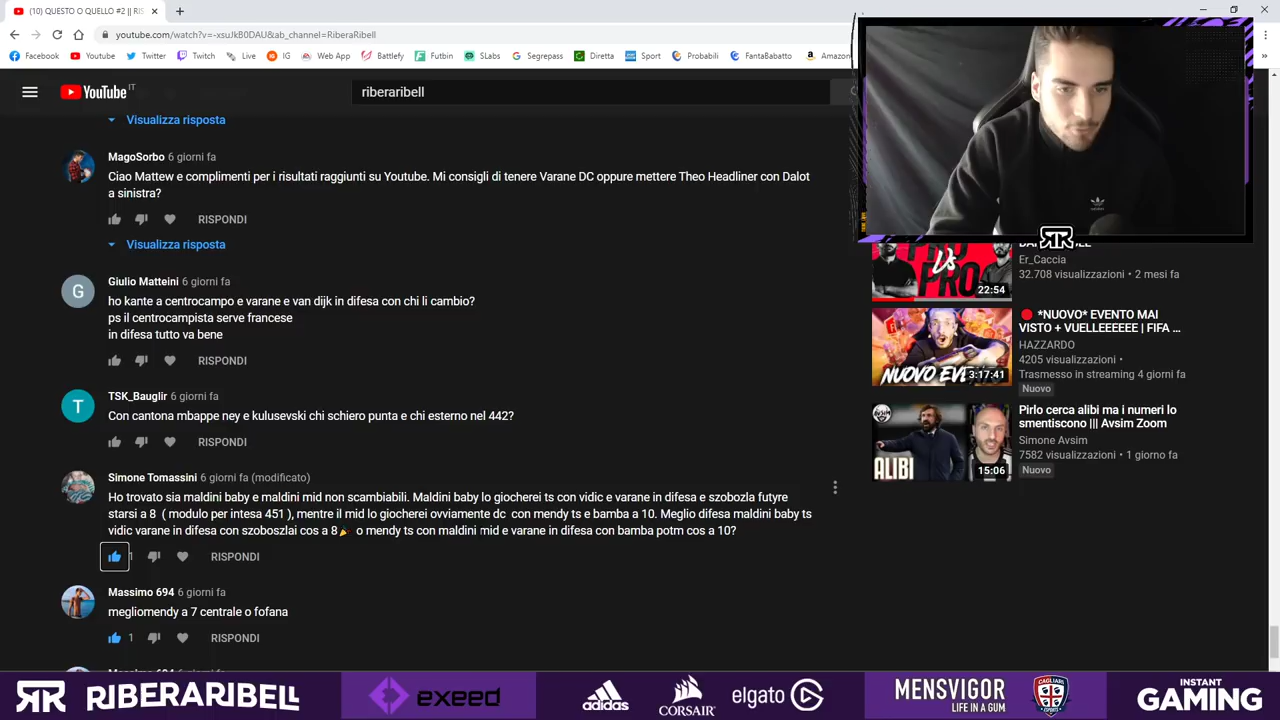 (10) QUESTO O QUELLO #2 || RIS
youtube.com/watch?v=-xsuJkB0DAU&ab_channel=RiberaRibell
Facebook Youtube Twitter Twitch Live IG Web App Battlefy Futbin SLabs Segrepass Diretta Sport Probabili FantaBabatto Amazon
YouTube IT
riberaribell
Visualizza risposta
MagoSorbo 6 giorni fa
Ciao Mattew e complimenti per i risultati raggiunti su Youtube. Mi consigli di tenere Varane DC oppure mettere Theo Headliner con Dalot
a sinistra?
RISPONDI
Visualizza risposta
Giulio Matteini 6 giorni fa
G
ho kante a centrocampo e varane e van dijk in difesa con chi li cambio?
ps il centrocampista serve francese
in difesa tutto va bene
RISPONDI
TSK_Bauglir 6 giorni fa
T
Con cantona mbappe ney e kulusevski chi schiero punta e chi esterno nel 442?
RISPONDI
Simone Tomassini 6 giorni fa (modificato)
Ho trovato sia maldini baby e maldini mid non scambiabili. Maldini baby lo giocherei ts con vidic e varane in difesa e szobozla futyre
starsi a 8 ( modulo per intesa 451 ), mentre il mid lo giocherei ovviamente dc con mendy ts e bamba a 10. Meglio difesa maldini baby ts
vidic varane in difesa con szoboszlai cos a 8🎉 o mendy ts con maldini mid e varane in difesa con bamba potm cos a 10?
1 RISPONDI
Massimo 694 6 giorni fa
megliomendy a 7 centrale o fofana
1 RISPONDI
adidas
RR
PRO VS PRO
22:54
Er_Caccia
32.708 visualizzazioni • 2 mesi fa
NUOVO EVE
3:17:41
🔴 *NUOVO* EVENTO MAI
VISTO + VUELLEEEEEE | FIFA ...
HAZZARDO
4205 visualizzazioni •
Trasmesso in streaming 4 giorni fa
Nuovo
ALIBI
15:06
Pirlo cerca alibi ma i numeri lo
smentiscono ||| Avsim Zoom
Simone Avsim
7582 visualizzazioni • 1 giorno fa
Nuovo
RR RIBERARIBELL exeed adidas CORSAIR elgato MENSVIGOR LIFE IN A GUM CAGLIARI ESPORTS INSTANT GAMING